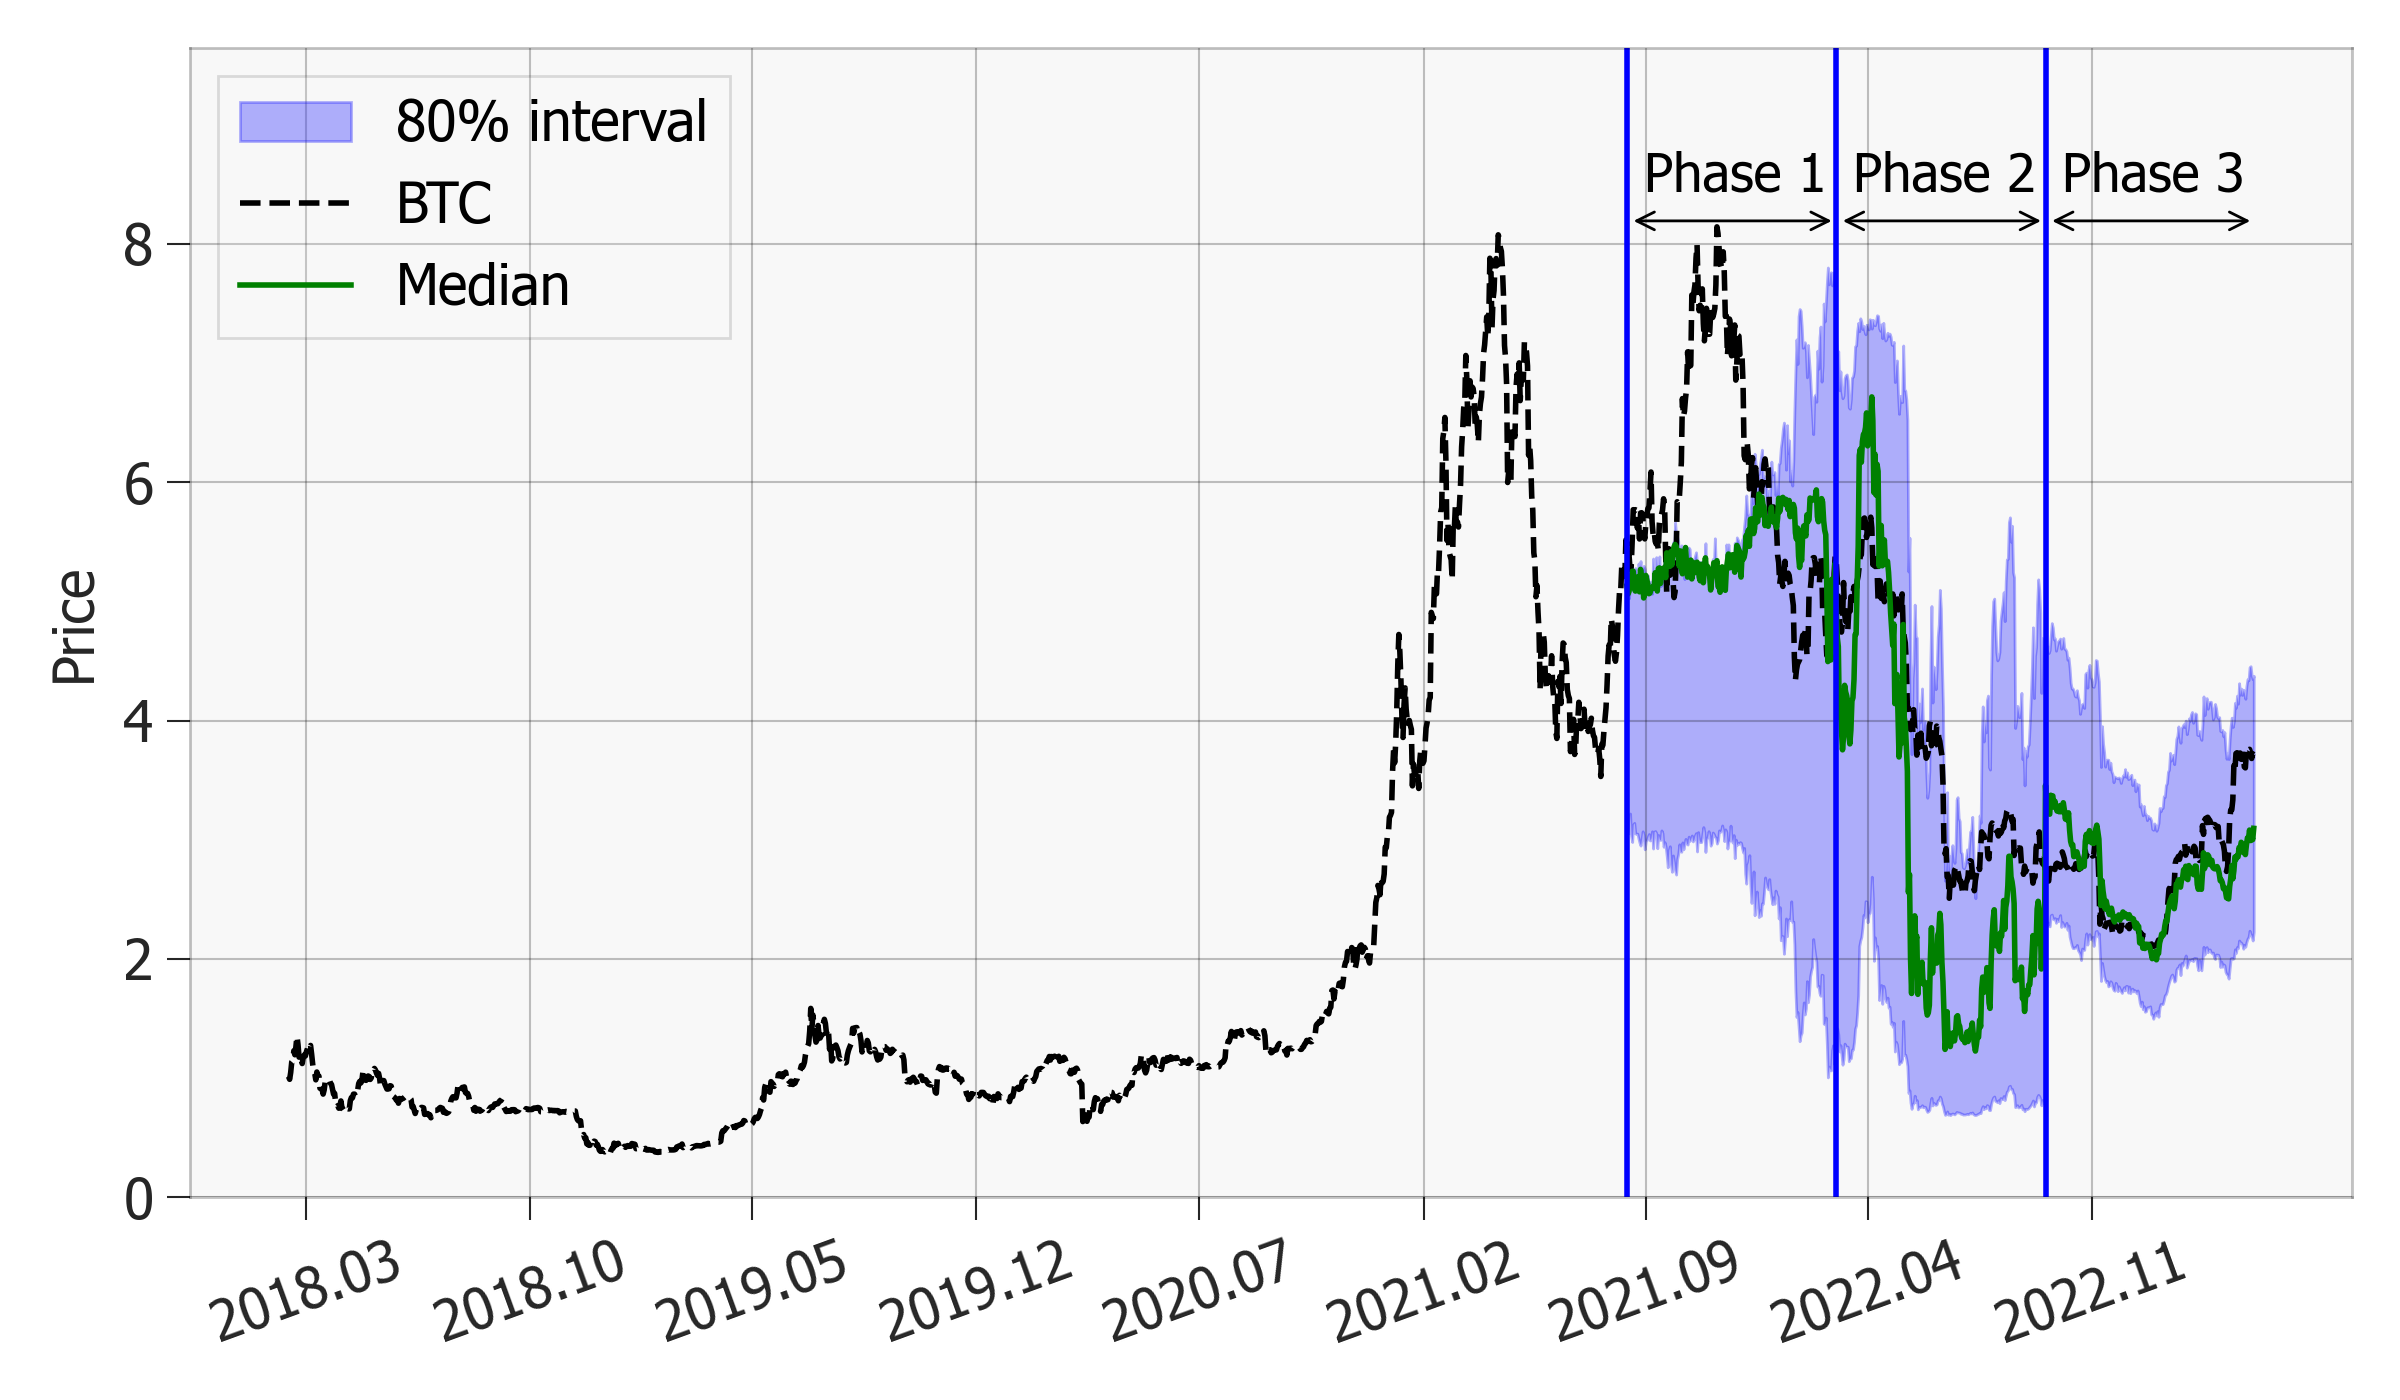 80% interval
BTC
Median
Phase 1
Phase 2
Phase 3
Price
8
6
4
2
0
2018.03
2018.10
2019.05
2019.12
2020.07
2021.02
2021.09
2022.04
2022.11